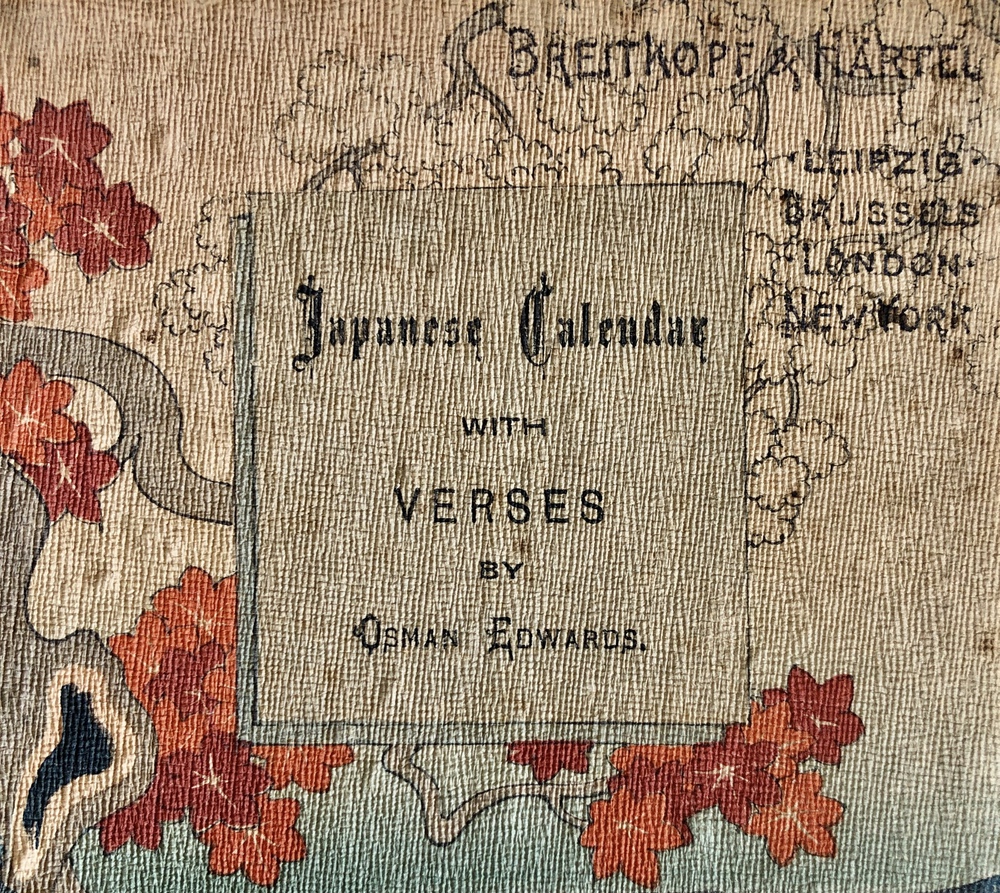 BREITKOPF & HÄRTEL
·LEIPZIG·
BRUSSELS
·LONDON·
NEW YORK
Japanese Calendar
WITH
VERSES
BY
OSMAN EDWARDS.